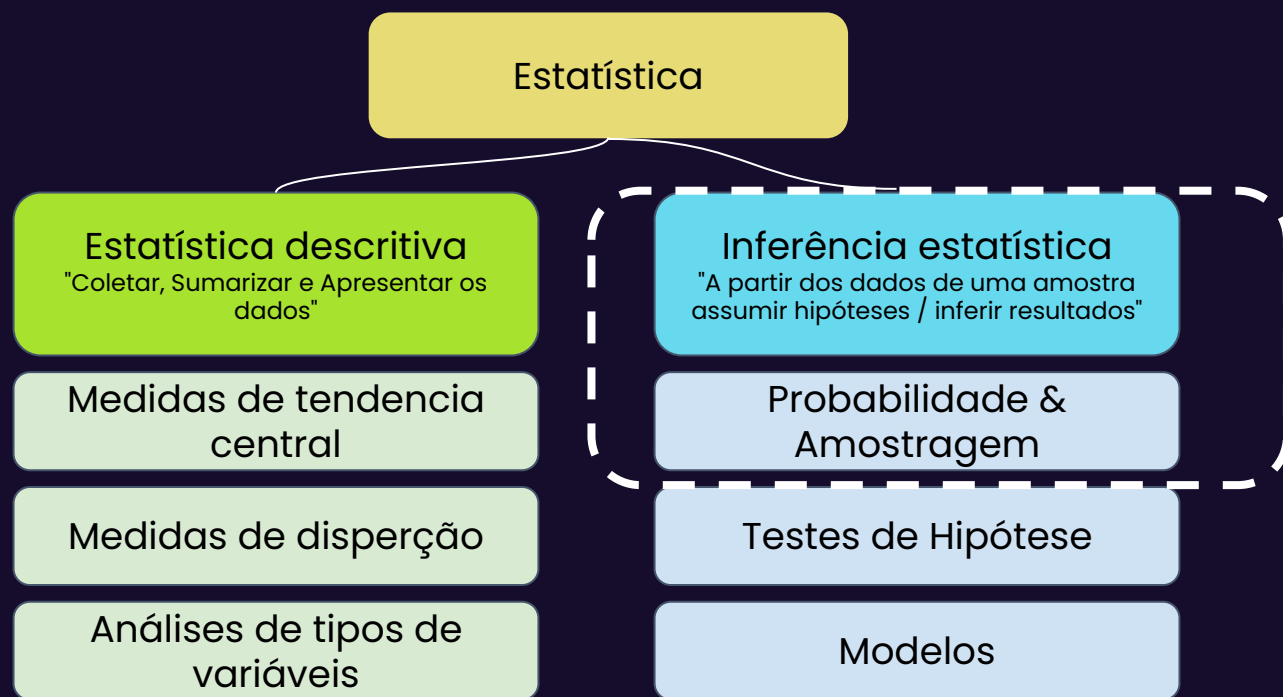 Estatística
Estatística descritiva
"Coletar, Sumarizar e Apresentar os
dados"
Medidas de tendencia
central
Medidas de disperção
Análises de tipos de
variáveis
Inferência estatística
"A partir dos dados de uma amostra
assumir hipóteses / inferir resultados"
Probabilidade &
Amostragem
Testes de Hipótese
Modelos